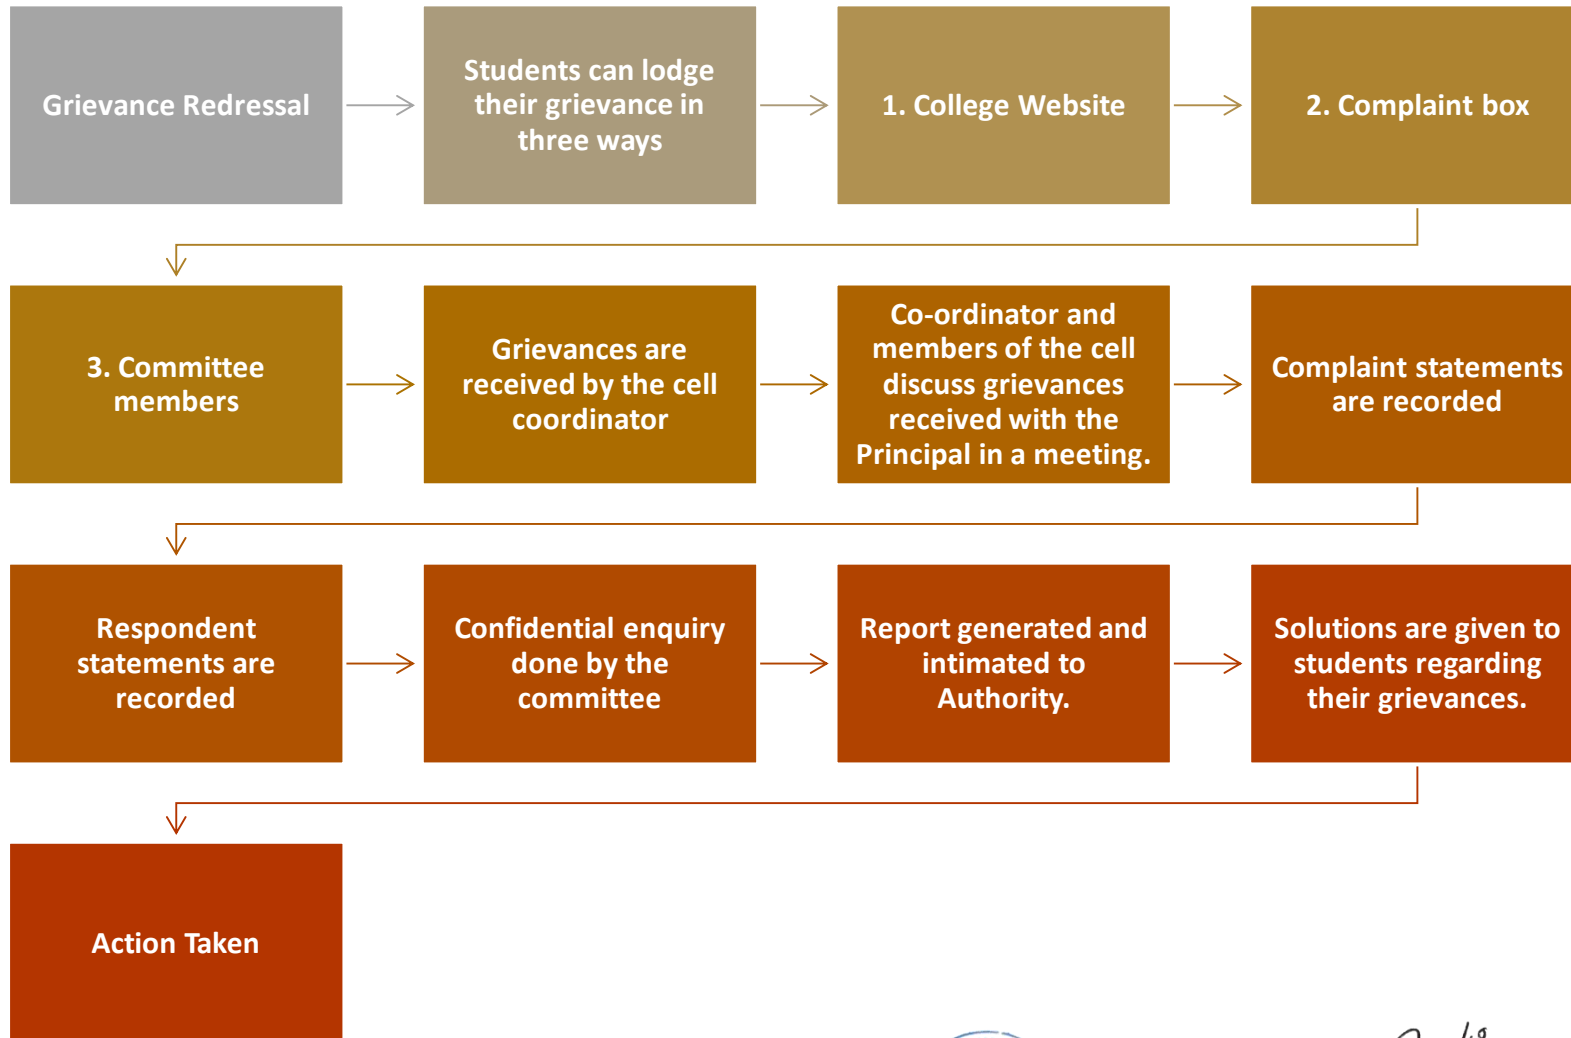 Grievance Redressal
Students can lodge
their grievance in
three ways
1. College Website
2. Complaint box
3. Committee
members
Grievances are
received by the cell
coordinator
Co-ordinator and
members of the cell
discuss grievances
received with the
Principal in a meeting.
Complaint statements
are recorded
Respondent
statements are
recorded
Confidential enquiry
done by the
committee
Report generated and
intimated to
Authority.
Solutions are given to
students regarding
their grievances.
Action Taken